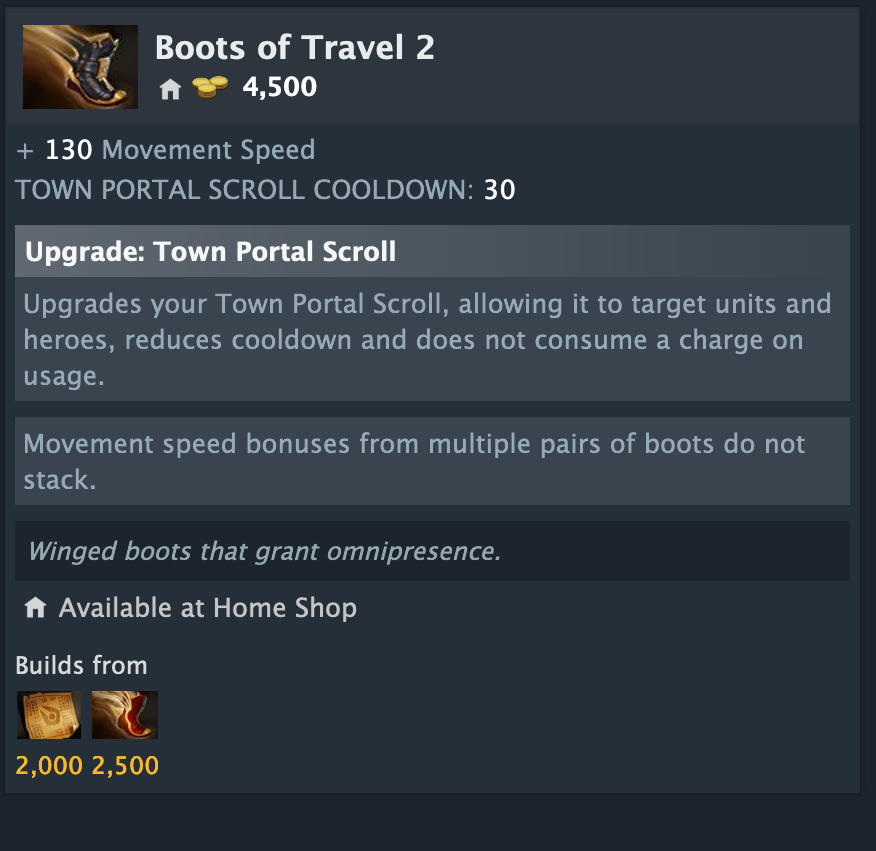 Boots of Travel 2
4,500
+ 130 Movement Speed
TOWN PORTAL SCROLL COOLDOWN: 30
Upgrade: Town Portal Scroll
Upgrades your Town Portal Scroll, allowing it to target units and
heroes, reduces cooldown and does not consume a charge on
usage.
Movement speed bonuses from multiple pairs of boots do not
stack.
Winged boots that grant omnipresence.
Available at Home Shop
Builds from
2,000 2,500